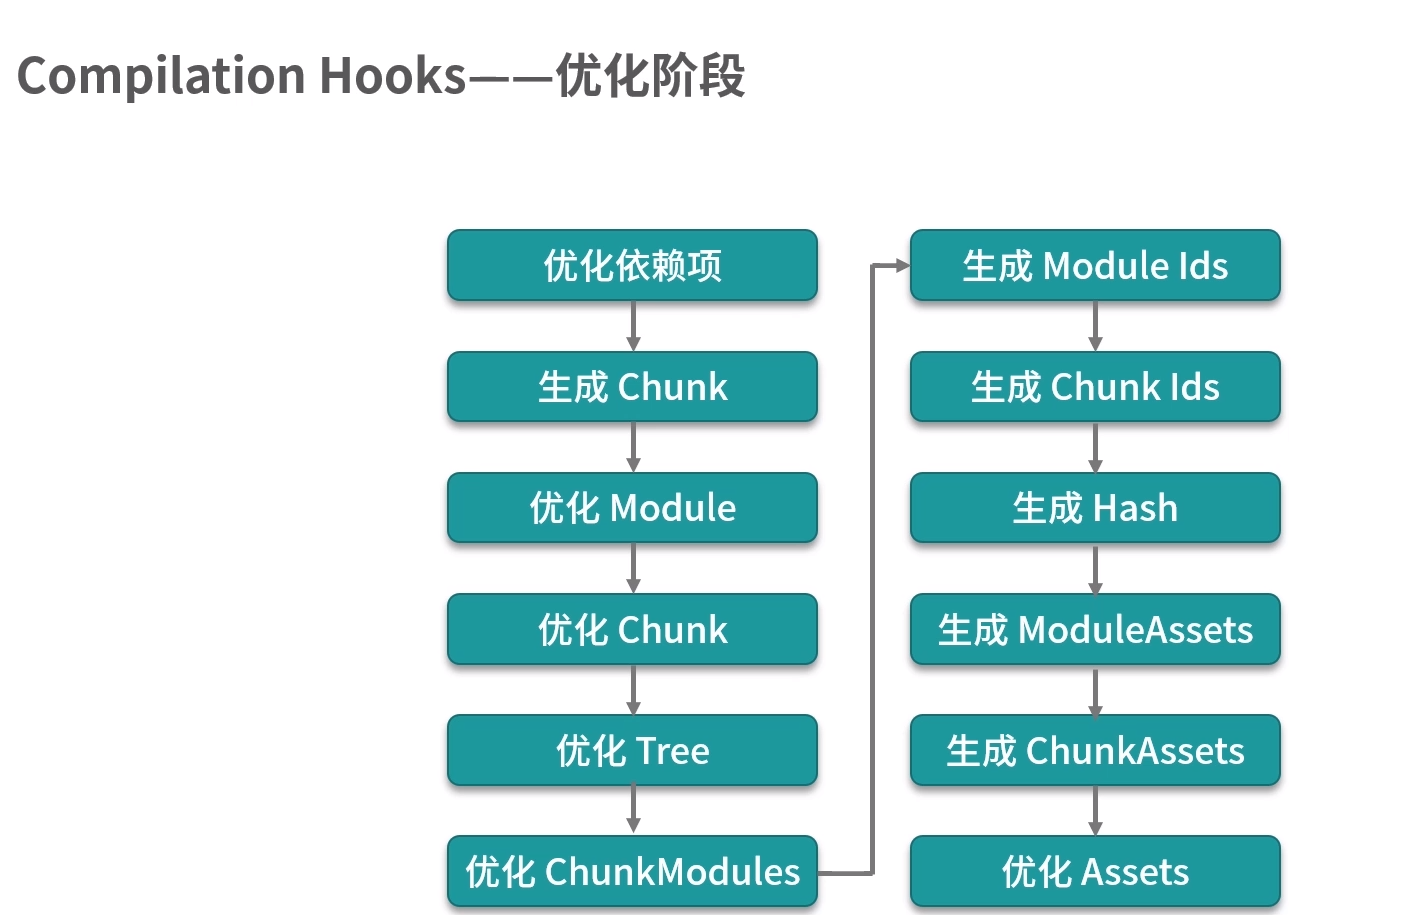 Compilation Hooks——优化阶段
优化依赖项
生成 Chunk
优化 Module
优化 Chunk
优化 Tree
优化 ChunkModules
生成 Module Ids
生成 Chunk Ids
生成 Hash
生成 ModuleAssets
生成 ChunkAssets
优化 Assets